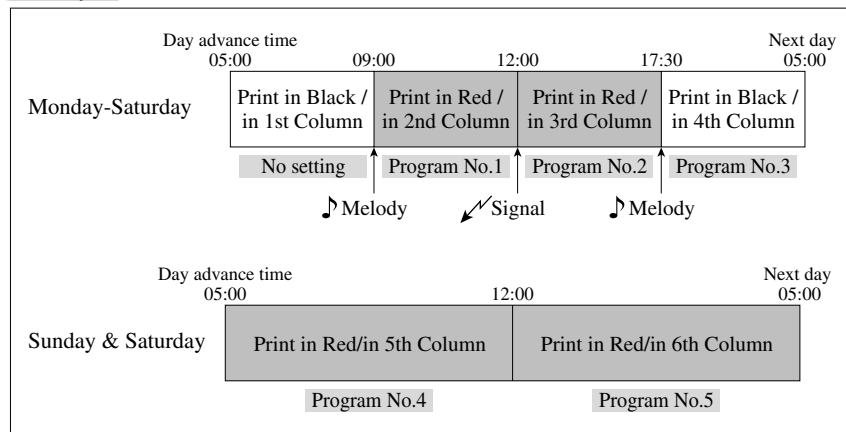 Day advance time Next day
05:00 09:00 12:00 17:30 05:00
Monday-Saturday
Print in Black / Print in Red / Print in Red / Print in Black /
in 1st Column in 2nd Column in 3rd Column in 4th Column
No setting Program No.1 Program No.2 Program No.3
Melody Signal Melody
Day advance time Next day
05:00 12:00 05:00
Sunday & Saturday
Print in Red/in 5th Column Print in Red/in 6th Column
Program No.4 Program No.5